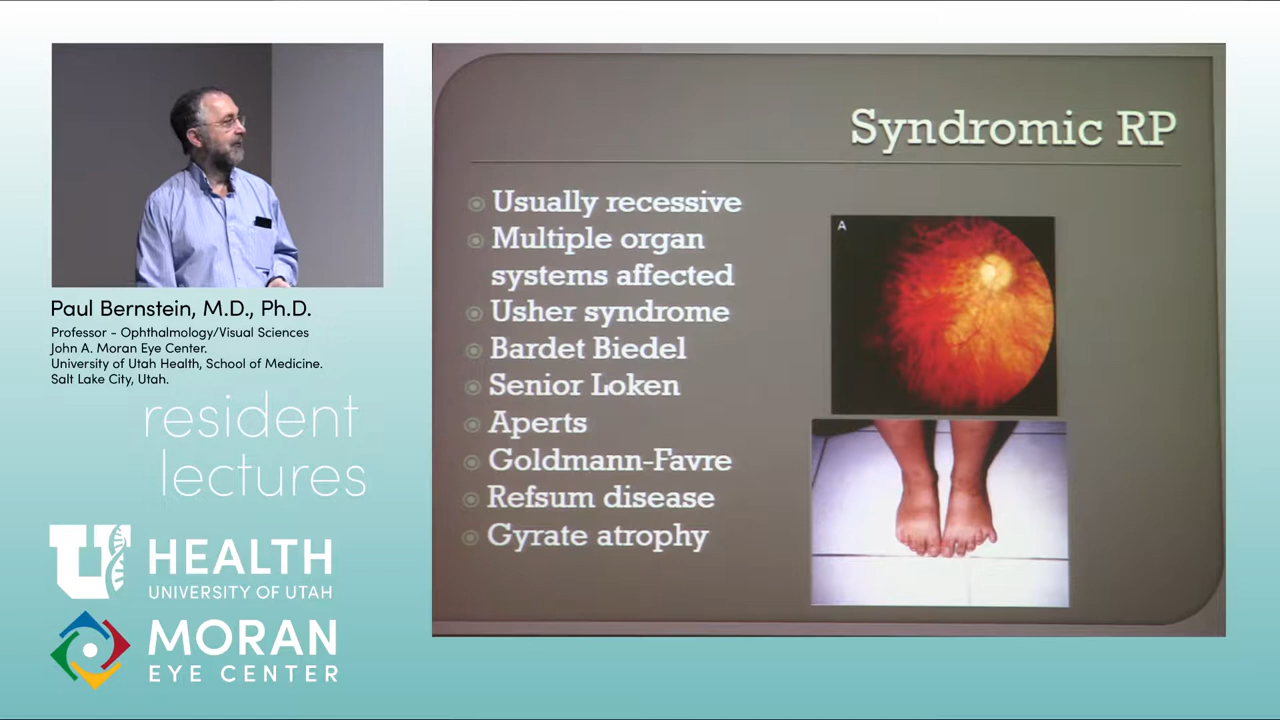 Syndromic RP
Usually recessive
Multiple organ
systems affected
Usher syndrome
Bardet Biedel
Senior Loken
Aperts
Goldmann-Favre
Refsum disease
Gyrate atrophy
A
Paul Bernstein, M.D., Ph.D.
Professor - Ophthalmology/Visual Sciences
John A. Moran Eye Center.
University of Utah Health, School of Medicine.
Salt Lake City, Utah.
resident
lectures
U HEALTH
UNIVERSITY OF UTAH
MORAN
EYE CENTER